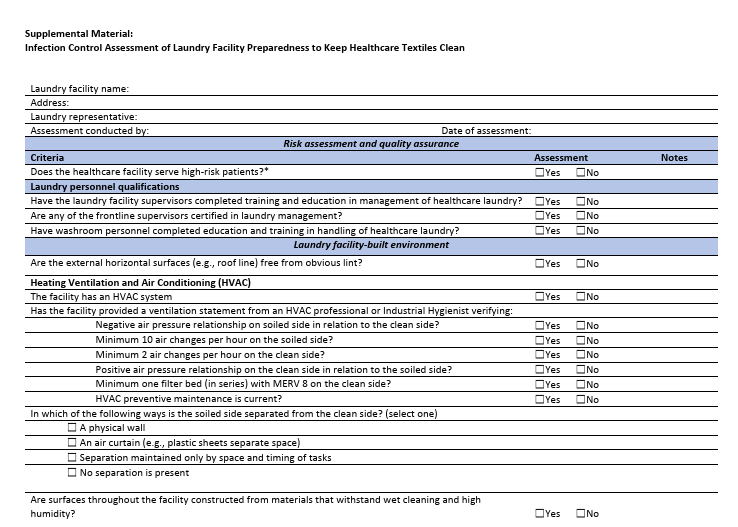 Supplemental Material:
Infection Control Assessment of Laundry Facility Preparedness to Keep Healthcare Textiles Clean
Laundry facility name:
Address:
Laundry representative:
Assessment conducted by: Date of assessment:
Risk assessment and quality assurance
Criteria Assessment Notes
Does the healthcare facility serve high-risk patients?* ☐Yes ☐No
Laundry personnel qualifications
Have the laundry facility supervisors completed training and education in management of healthcare laundry? ☐Yes ☐No
Are any of the frontline supervisors certified in laundry management? ☐Yes ☐No
Have washroom personnel completed education and training in handling of healthcare laundry? ☐Yes ☐No
Laundry facility-built environment
Are the external horizontal surfaces (e.g., roof line) free from obvious lint? ☐Yes ☐No
Heating Ventilation and Air Conditioning (HVAC)
The facility has an HVAC system ☐Yes ☐No
Has the facility provided a ventilation statement from an HVAC professional or Industrial Hygienist verifying:
Negative air pressure relationship on soiled side in relation to the clean side? ☐Yes ☐No
Minimum 10 air changes per hour on the soiled side? ☐Yes ☐No
Minimum 2 air changes per hour on the clean side? ☐Yes ☐No
Positive air pressure relationship on the clean side in relation to the soiled side? ☐Yes ☐No
Minimum one filter bed (in series) with MERV 8 on the clean side? ☐Yes ☐No
HVAC preventive maintenance is current? ☐Yes ☐No
In which of the following ways is the soiled side separated from the clean side? (select one)
☐ A physical wall
☐ An air curtain (e.g., plastic sheets separate space)
☐ Separation maintained only by space and timing of tasks
☐ No separation is present
Are surfaces throughout the facility constructed from materials that withstand wet cleaning and high
humidity? ☐Yes ☐No